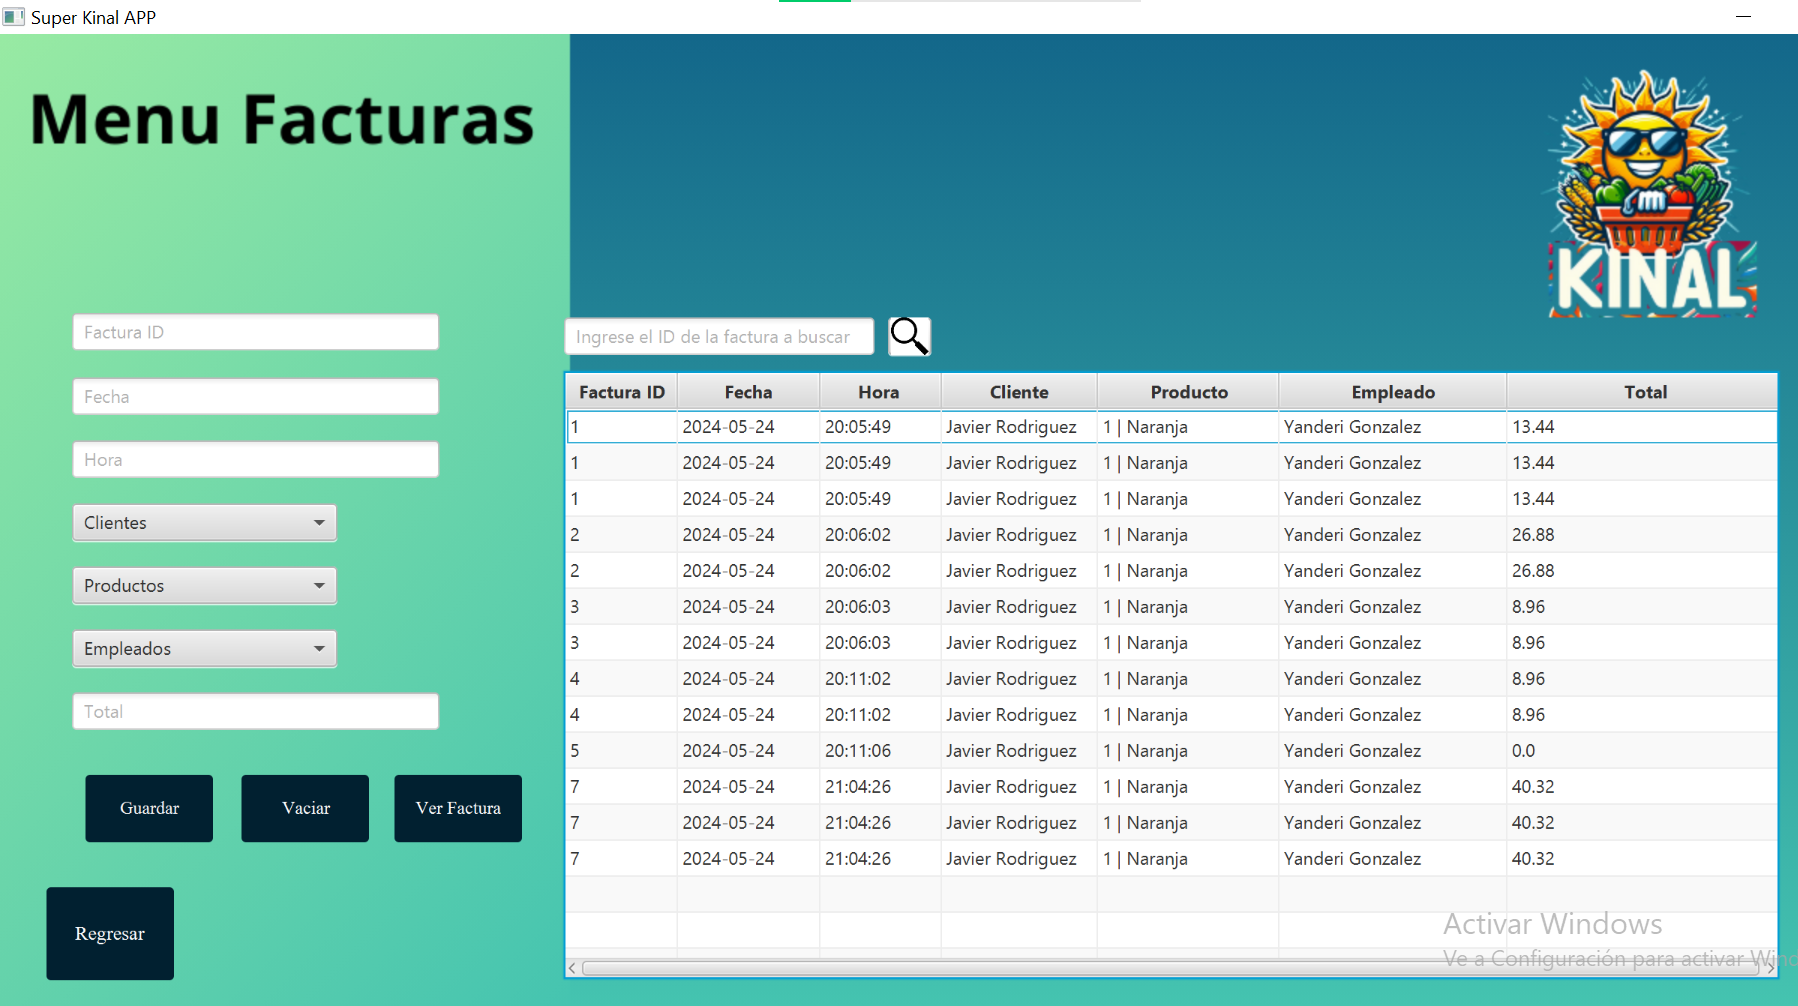 Super Kinal APP
Menu Facturas
KINAL
Factura ID
Fecha
Hora
Clientes
Productos
Empleados
Total
Guardar Vaciar Ver Factura
Regresar
Ingrese el ID de la factura a buscar
Factura ID Fecha Hora Cliente Producto Empleado Total
1 2024-05-24 20:05:49 Javier Rodriguez 1 | Naranja Yanderi Gonzalez 13.44
1 2024-05-24 20:05:49 Javier Rodriguez 1 | Naranja Yanderi Gonzalez 13.44
1 2024-05-24 20:05:49 Javier Rodriguez 1 | Naranja Yanderi Gonzalez 13.44
2 2024-05-24 20:06:02 Javier Rodriguez 1 | Naranja Yanderi Gonzalez 26.88
2 2024-05-24 20:06:02 Javier Rodriguez 1 | Naranja Yanderi Gonzalez 26.88
3 2024-05-24 20:06:03 Javier Rodriguez 1 | Naranja Yanderi Gonzalez 8.96
3 2024-05-24 20:06:03 Javier Rodriguez 1 | Naranja Yanderi Gonzalez 8.96
4 2024-05-24 20:11:02 Javier Rodriguez 1 | Naranja Yanderi Gonzalez 8.96
4 2024-05-24 20:11:02 Javier Rodriguez 1 | Naranja Yanderi Gonzalez 8.96
5 2024-05-24 20:11:06 Javier Rodriguez 1 | Naranja Yanderi Gonzalez 0.0
7 2024-05-24 21:04:26 Javier Rodriguez 1 | Naranja Yanderi Gonzalez 40.32
7 2024-05-24 21:04:26 Javier Rodriguez 1 | Naranja Yanderi Gonzalez 40.32
7 2024-05-24 21:04:26 Javier Rodriguez 1 | Naranja Yanderi Gonzalez 40.32
Activar Windows
Ve a Configuración para activar Winc